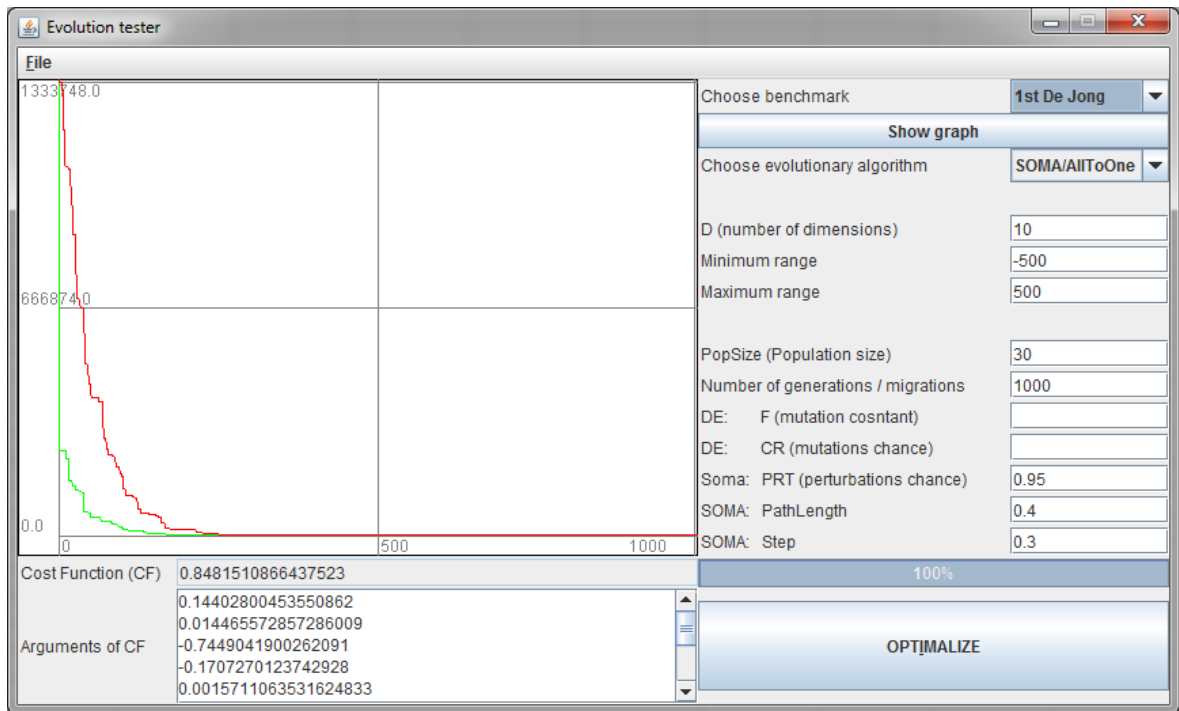 Evolution tester
File
1333748.0
666874.0
0.0
0 500 1000
Choose benchmark 1st De Jong
Show graph
Choose evolutionary algorithm SOMA/AllToOne
D (number of dimensions) 10
Minimum range -500
Maximum range 500
PopSize (Population size) 30
Number of generations / migrations 1000
DE: F (mutation cosntant)
DE: CR (mutations chance)
Soma: PRT (perturbations chance) 0.95
SOMA: PathLength 0.4
SOMA: Step 0.3
Cost Function (CF) 0.8481510866437523
100%
Arguments of CF
0.14402800453550862
0.014465572857286009
-0.7449041900262091
-0.1707270123742928
0.0015711063531624833
OPTIMALIZE